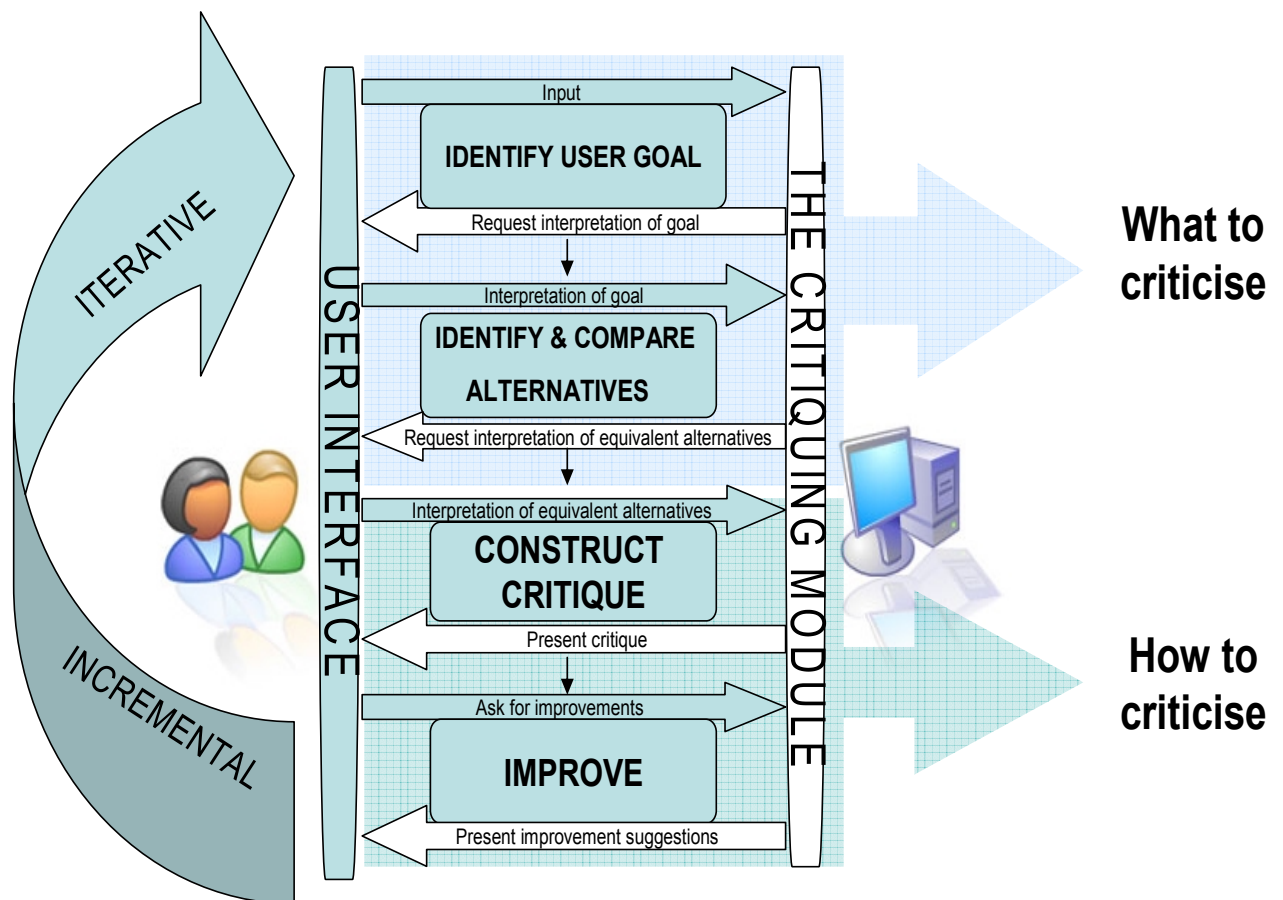 Input
IDENTIFY USER GOAL
Request interpretation of goal
Interpretation of goal
IDENTIFY & COMPARE
ALTERNATIVES
Request interpretation of equivalent alternatives
Interpretation of equivalent alternatives
CONSTRUCT
CRITIQUE
Present critique
Ask for improvements
IMPROVE
Present improvement suggestions
ITERATIVE
INCREMENTAL
USER INTERFACE
THE CRITIQUING MODULE
What to
criticise
How to
criticise